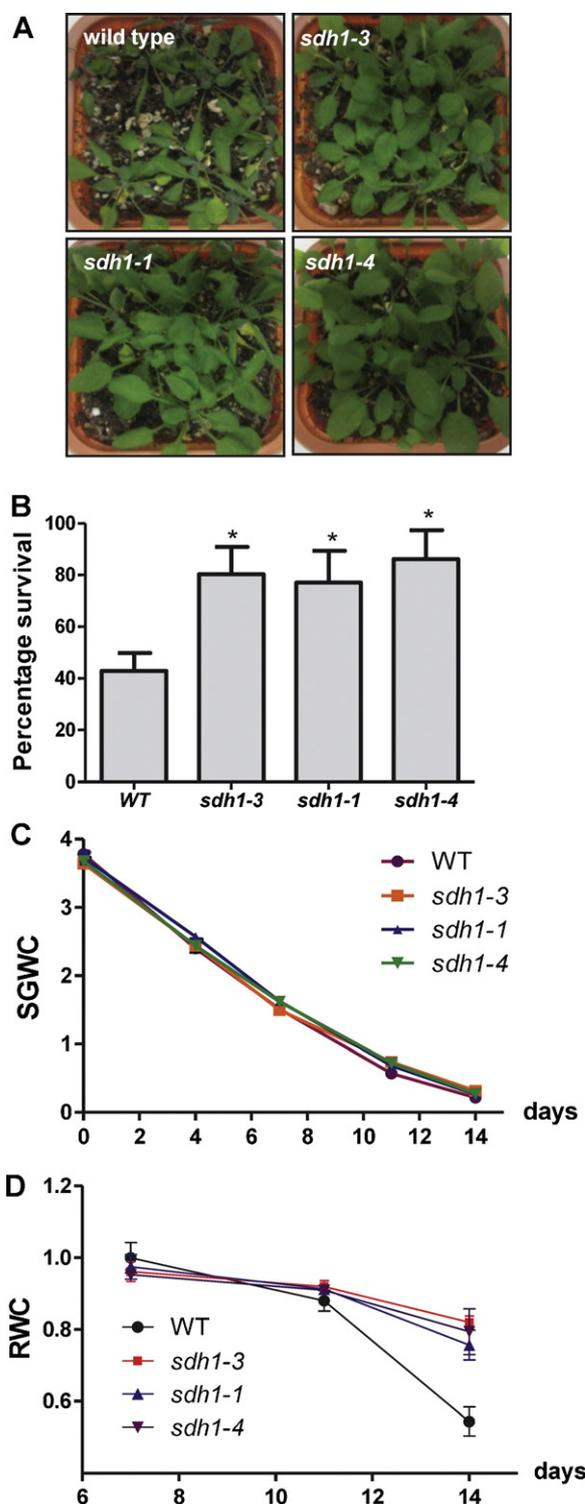 A
wild type
sdh1-3
sdh1-1
sdh1-4
B
Percentage survival
100
80
60
40
20
0
*
*
*
WT
sdh1-3
sdh1-1
sdh1-4
C
SGWC
4
3
2
1
0
WT
sdh1-3
sdh1-1
sdh1-4
0 2 4 6 8 10 12 14 days
D
RWC
1.2
1.0
0.8
0.6
WT
sdh1-3
sdh1-1
sdh1-4
days
6 8 10 12 14